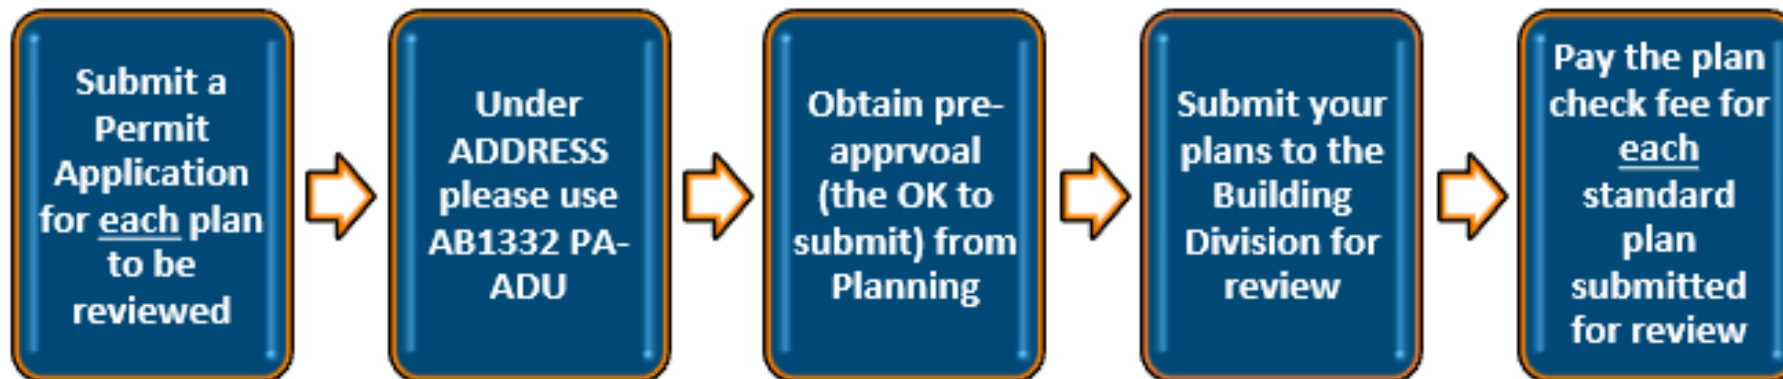 Submit a
Permit
Application
for each plan
to be
reviewed
Under
ADDRESS
please use
AB1332 PA-
ADU
Obtain pre-
apprvoal
(the OK to
submit) from
Planning
Submit your
plans to the
Building
Division for
review
Pay the plan
check fee for
each
standard
plan
submitted
for review